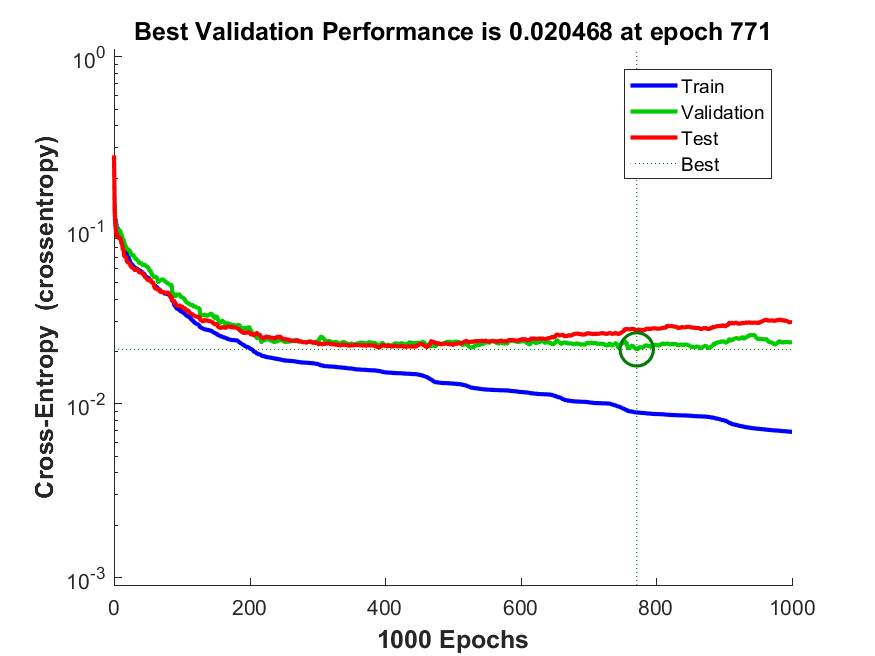 Best Validation Performance is 0.020468 at epoch 771
Cross-Entropy  (crossentropy)
10^0
10^-1
10^-2
10^-3
Train
Validation
Test
Best
0 200 400 600 800 1000
1000 Epochs